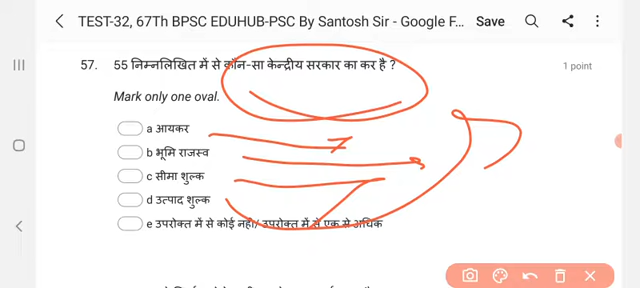 TEST-32, 67Th BPSC EDUHUB-PSC By Santosh Sir - Google F... Save
57. 55 निम्नलिखित में से कौन-सा केन्द्रीय सरकार का कर है ? 1 point
Mark only one oval.
a आयकर
b भूमि राजस्व
c सीमा शुल्क
d उत्पाद शुल्क
e उपरोक्त में से कोई नही/ उपरोक्त में से एक से अधिक